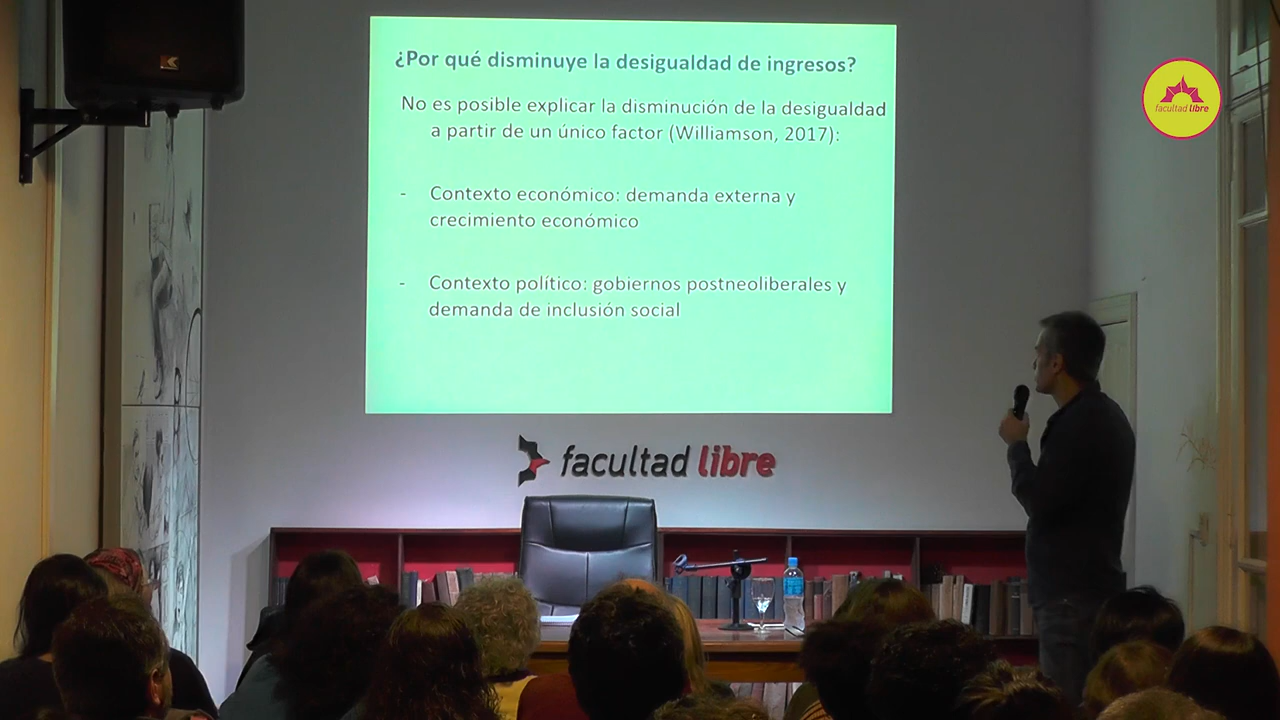 ¿Por qué disminuye la desigualdad de ingresos?
No es posible explicar la disminución de la desigualdad
a partir de un único factor (Williamson, 2017):
- Contexto económico: demanda externa y
crecimiento económico
- Contexto político: gobiernos postneoliberales y
demanda de inclusión social
facultad libre
facultad libre